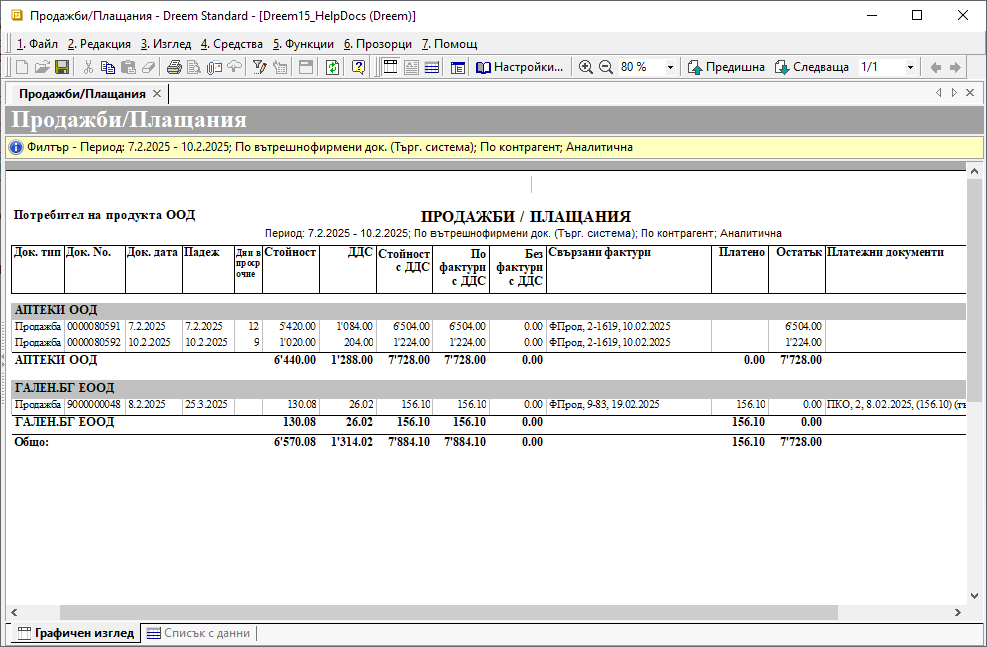 Продажби/Плащания - Dreem Standard - [Dreem15_HelpDocs (Dreem)]
1. Файл 2. Редакция 3. Изглед 4. Средства 5. Функции 6. Прозорци 7. Помощ
Настройки... 80 % Предишна Следваща 1/1
Продажби/Плащания
Продажби/Плащания
Филтър - Период: 7.2.2025 - 10.2.2025; По вътрешнофирмени док. (Търг. система); По контрагент; Аналитична
Потребител на продукта ООД
ПРОДАЖБИ / ПЛАЩАНИЯ
Период: 7.2.2025 - 10.2.2025; По вътрешнофирмени док. (Търг. система); По контрагент; Аналитична
Док. тип Док. No. Док. дата Падеж Дни в просрочие Стойност ДДС Стойност с ДДС По фактури с ДДС Без фактури с ДДС Свързани фактури Платено Остатък Платежни документи
АПТЕКИ ООД
Продажба 0000080591 7.2.2025 7.2.2025 12 5'420.00 1'084.00 6'504.00 6'504.00 0.00 ФПрод, 2-1619, 10.02.2025 6'504.00
Продажба 0000080592 10.2.2025 10.2.2025 9 1'020.00 204.00 1'224.00 1'224.00 0.00 ФПрод, 2-1619, 10.02.2025 1'224.00
АПТЕКИ ООД 6'440.00 1'288.00 7'728.00 7'728.00 0.00 0.00 7'728.00
ГАЛЕН.БГ ЕООД
Продажба 9000000048 8.2.2025 25.3.2025 130.08 26.02 156.10 156.10 0.00 ФПрод, 9-83, 19.02.2025 156.10 0.00 ПКО, 2, 8.02.2025, (156.10) (тъ
ГАЛЕН.БГ ЕООД 130.08 26.02 156.10 156.10 0.00 156.10 0.00
Общо: 6'570.08 1'314.02 7'884.10 7'884.10 0.00 156.10 7'728.00
Графичен изглед Списък с данни